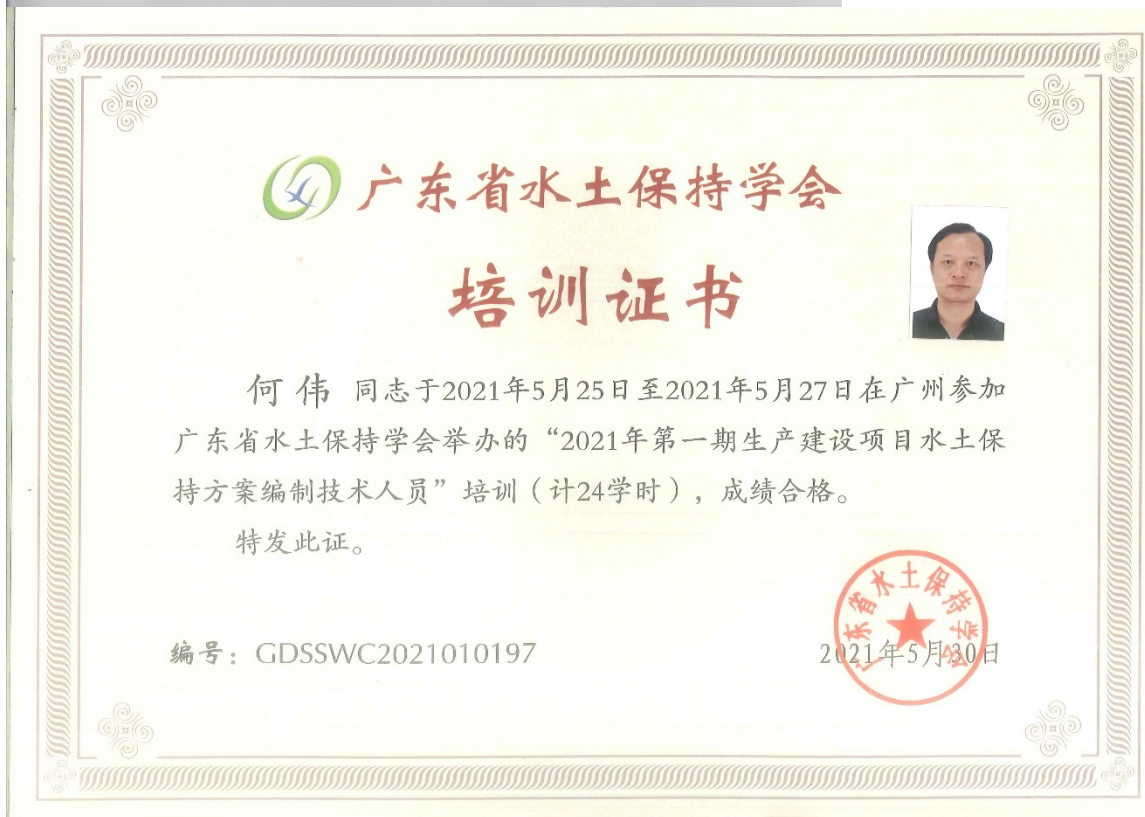 广东省水土保持学会
培训证书
何伟 同志于2021年5月25日至2021年5月27日在广州参加
广东省水土保持学会举办的“2021年第一期生产建设项目水土保
持方案编制技术人员”培训（计24学时），成绩合格。
特发此证。
编号：GDSSWC2021010197
2021年5月30日
广东省水土保持学会